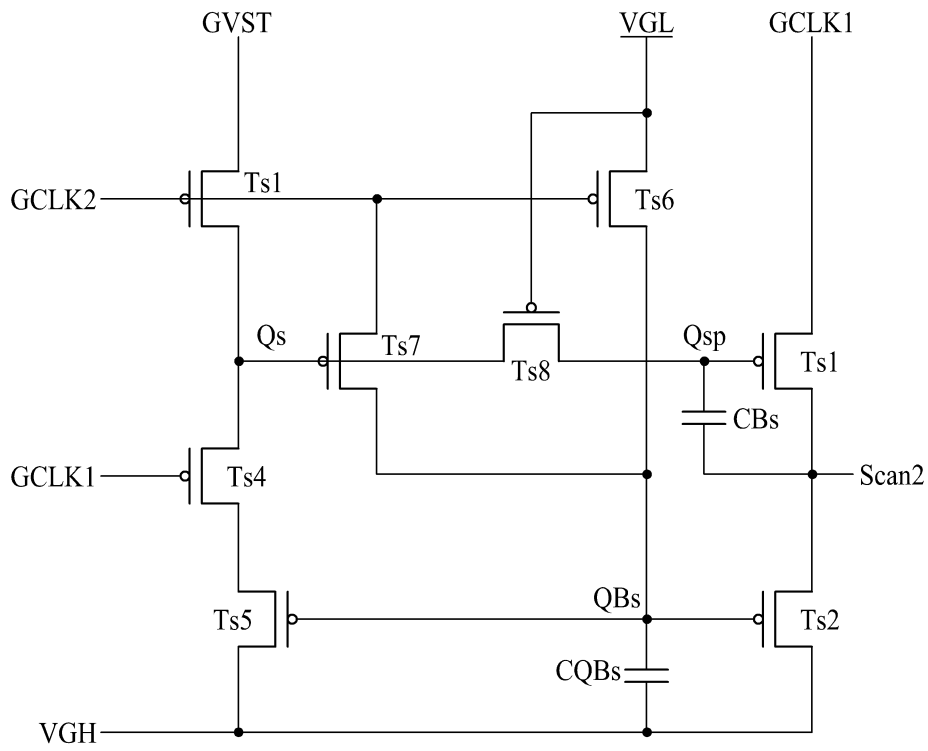 GVST
VGL
GCLK1
GCLK2
Ts1
Ts6
Qs
Ts7
Ts8
Qsp
Ts1
CBs
GCLK1
Ts4
Scan2
Ts5
QBs
Ts2
CQBs
VGH